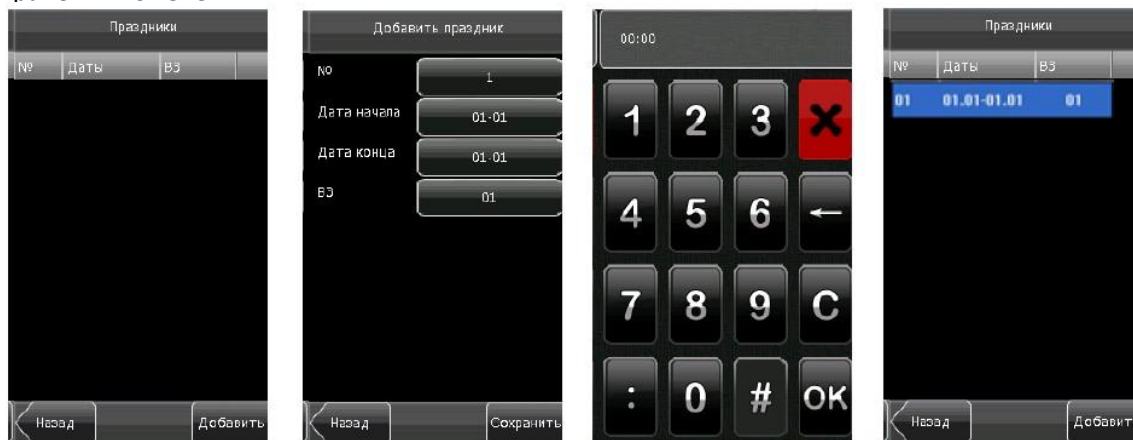 Праздники
№ Даты ВЗ
Назад Добавить
Добавить праздник
№ 1
Дата начала 01-01
Дата конца 01-01
ВЗ 01
Назад Сохранить
00:00
1 2 3 ×
4 5 6 ←
7 8 9 C
: 0 # OK
Праздники
№ Даты ВЗ
01 01.01-01.01 01
Назад Добавит